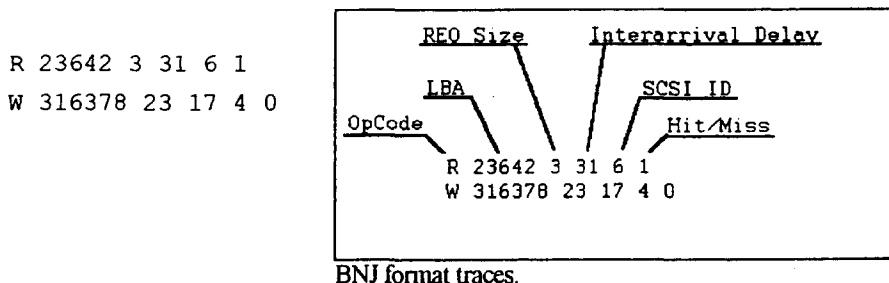 R 23642 3 31 6 1
W 316378 23 17 4 0
REQ Size Interarrival Delay
LBA SCSI ID
OpCode Hit/Miss
R 23642 3 31 6 1
W 316378 23 17 4 0
BNJ format traces.